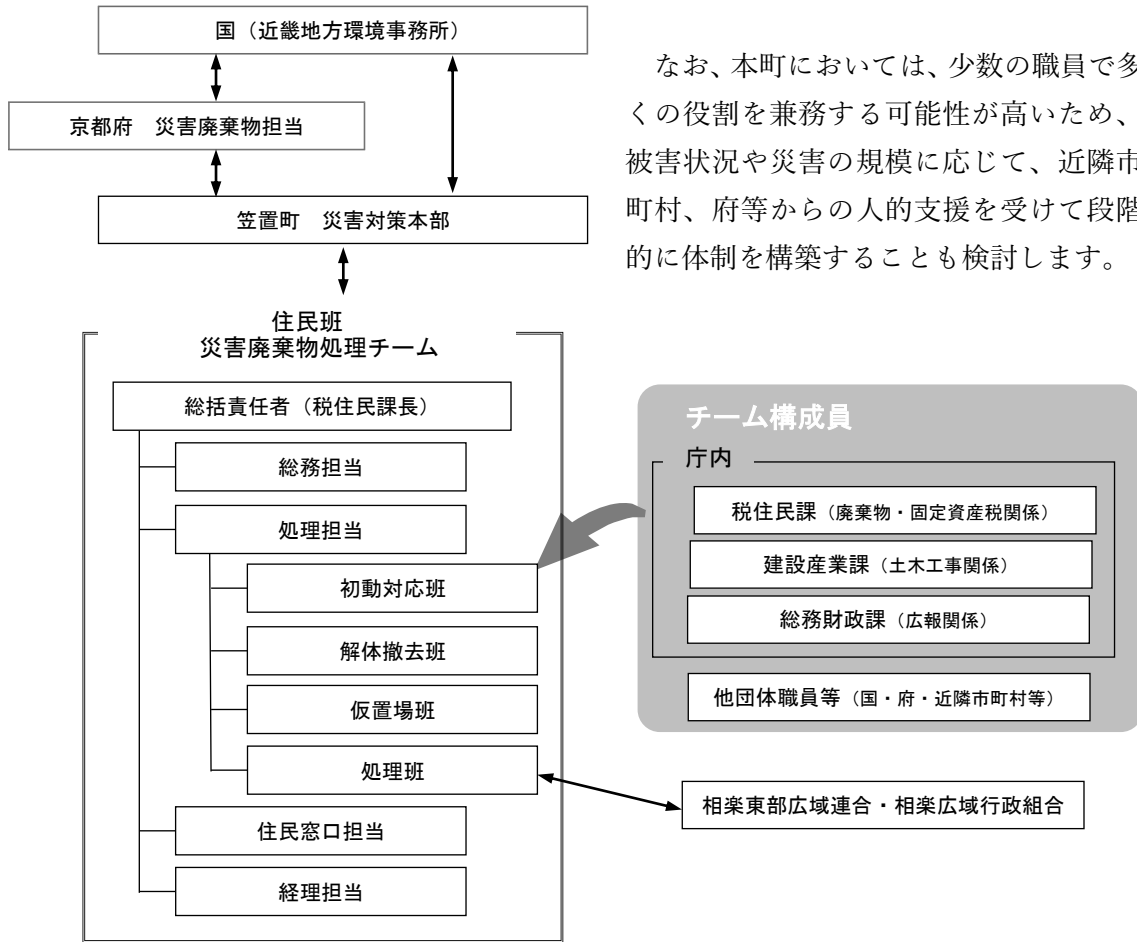 国（近畿地方環境事務所）
京都府　災害廃棄物担当
笠置町　災害対策本部
なお、本町においては、少数の職員で多
くの役割を兼務する可能性が高いため、
被害状況や災害の規模に応じて、近隣市
町村、府等からの人的支援を受けて段階
的に体制を構築することも検討します。
住民班
災害廃棄物処理チーム
総括責任者（税住民課長）
総務担当
処理担当
初動対応班
解体撤去班
仮置場班
処理班
住民窓口担当
経理担当
チーム構成員
庁内
税住民課（廃棄物・固定資産税関係）
建設産業課（土木工事関係）
総務財政課（広報関係）
他団体職員等（国・府・近隣市町村等）
相楽東部広域連合・相楽広域行政組合